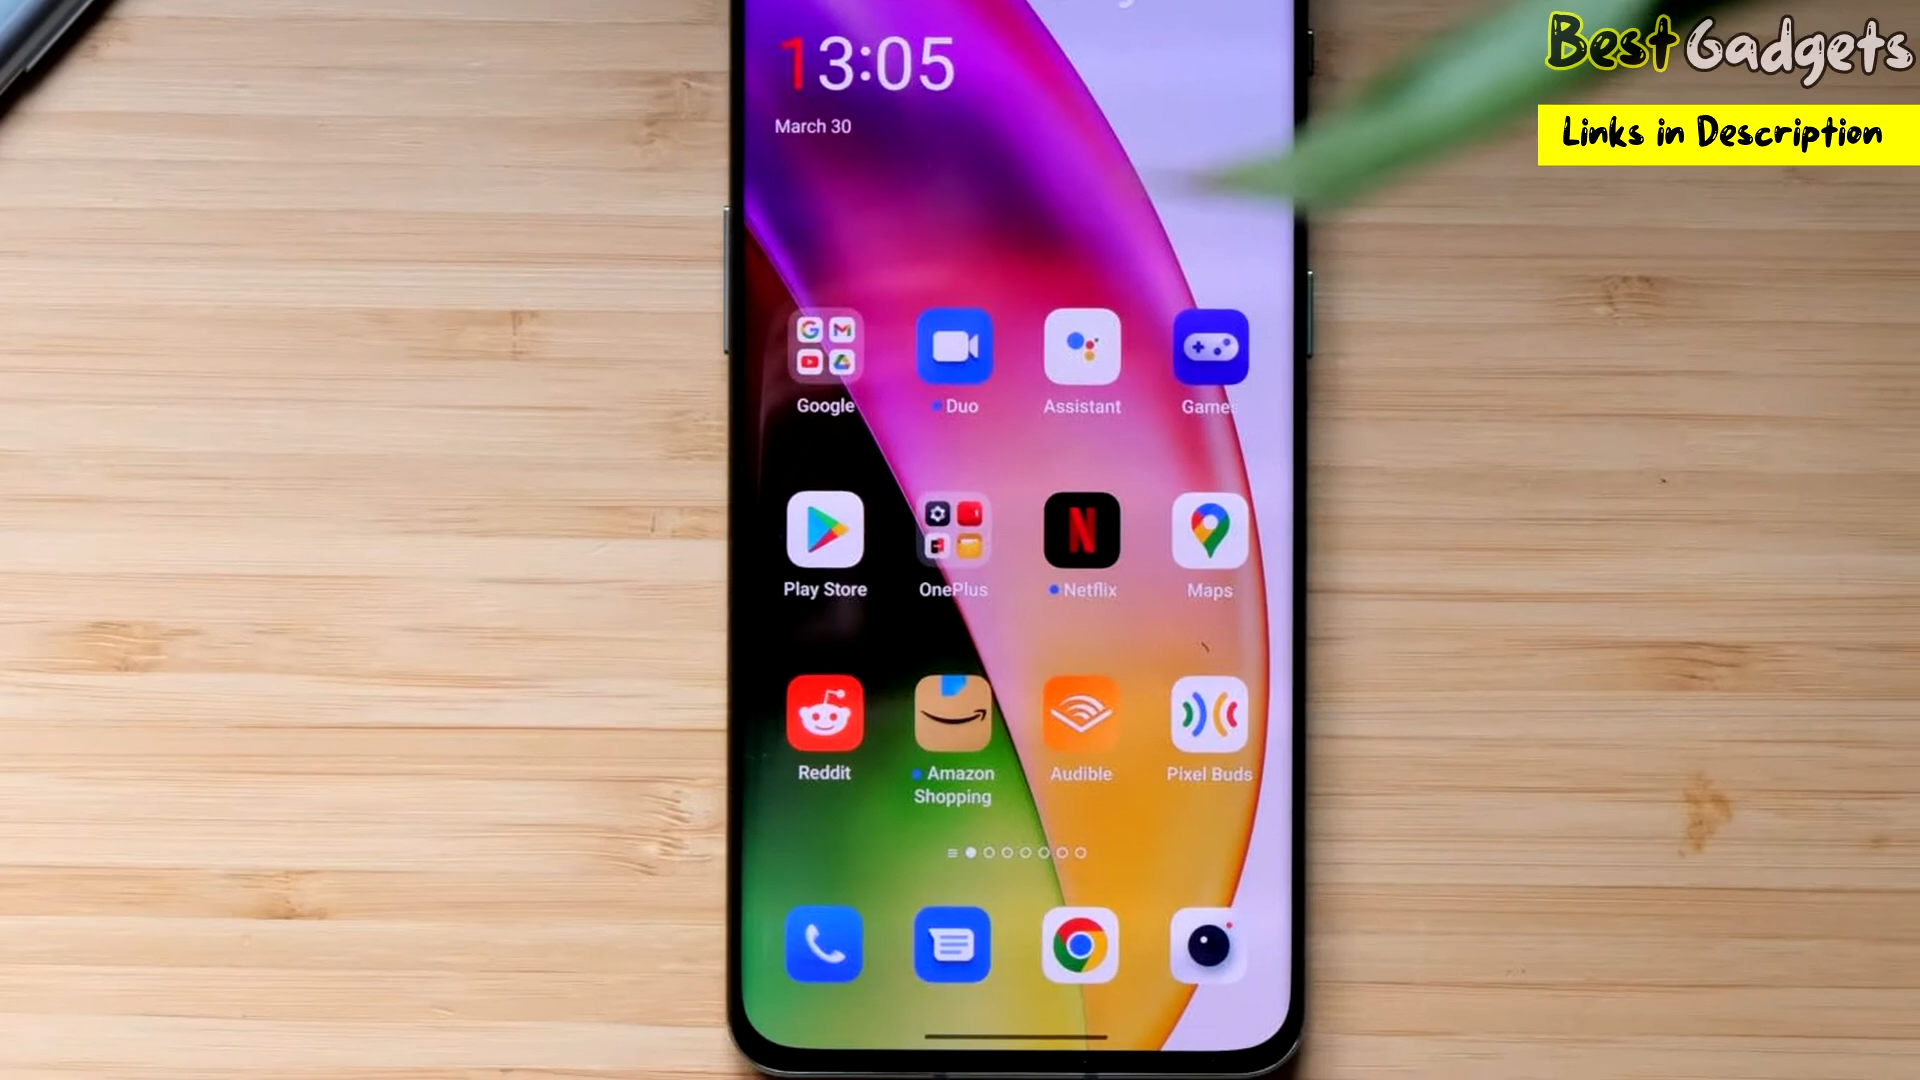 Best Gadgets
Links in Description
13:05
March 30
Google
Duo
Assistant
Games
Play Store
OnePlus
Netflix
Maps
Reddit
Amazon
Shopping
Audible
Pixel Buds